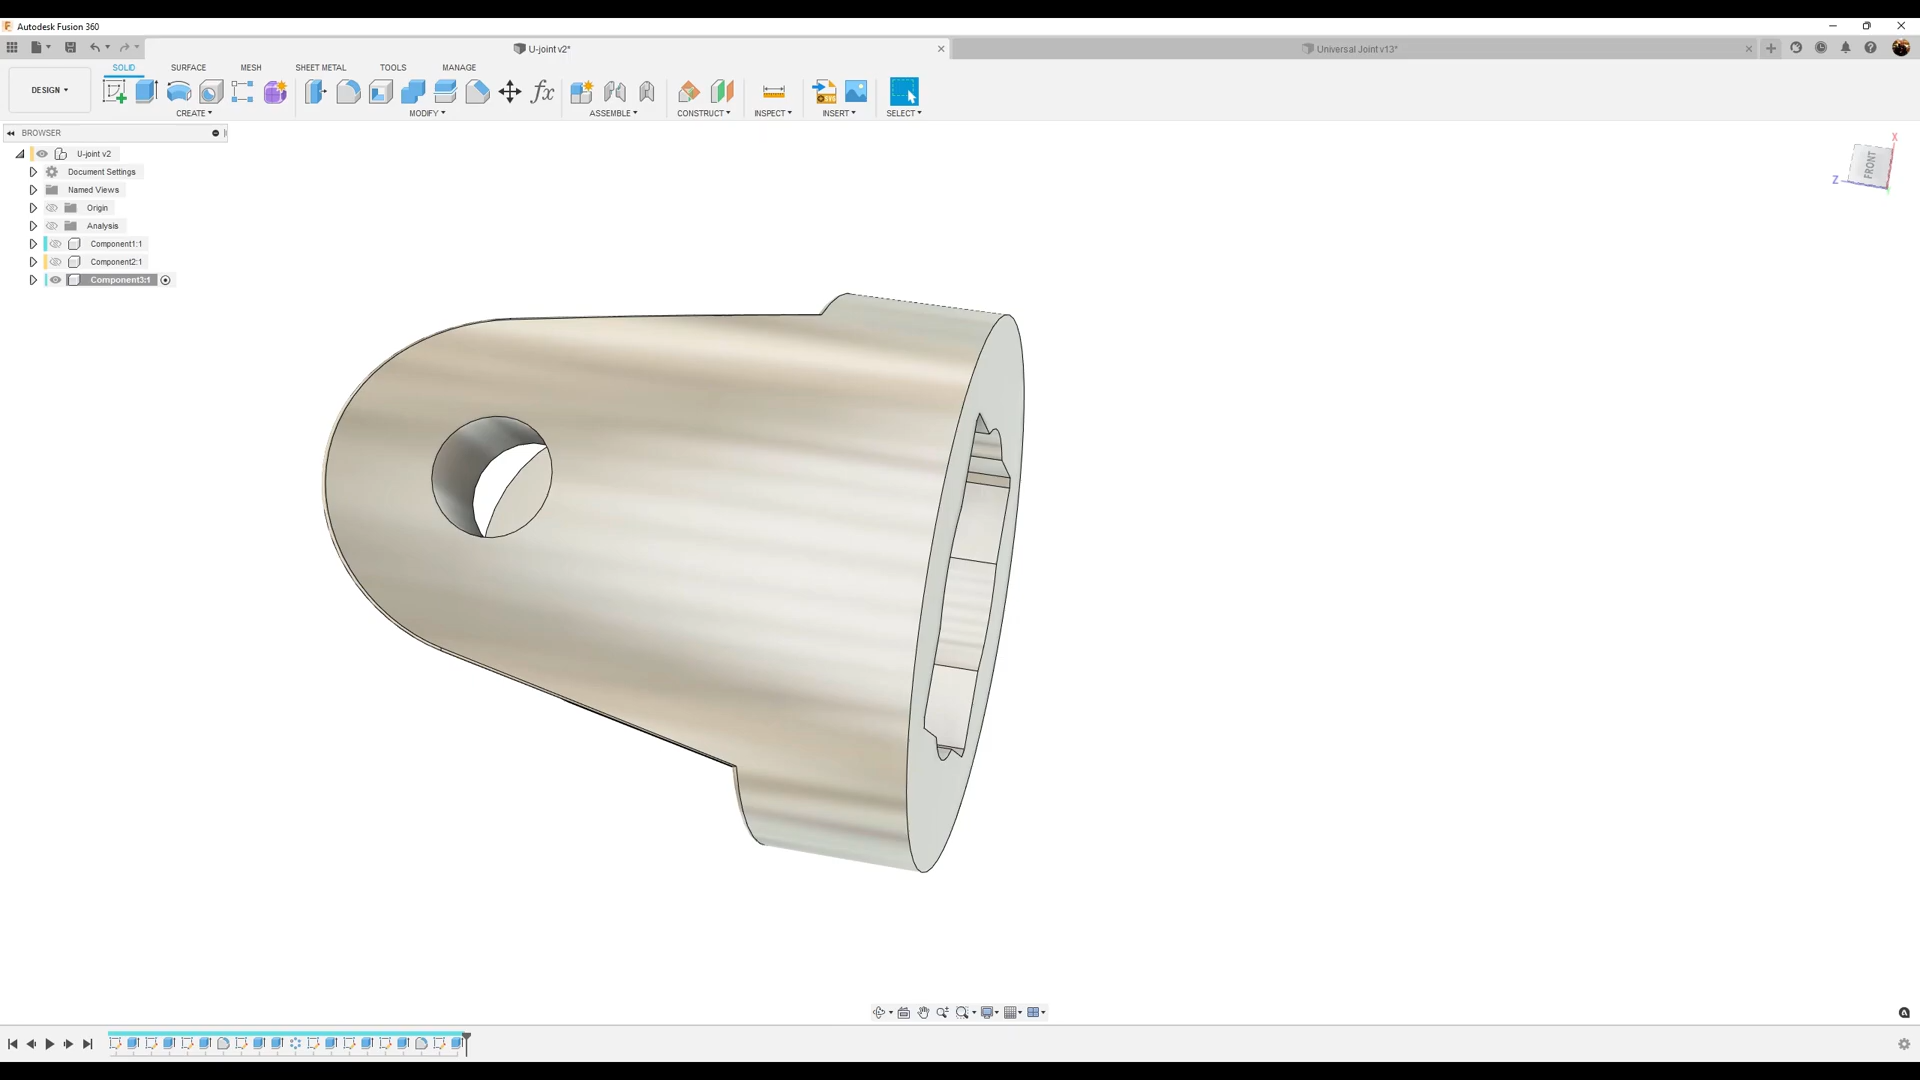 Autodesk Fusion 360
U-joint v2*
Universal Joint v13*
SOLID
SURFACE
MESH
SHEET METAL
TOOLS
MANAGE
DESIGN
CREATE
MODIFY
ASSEMBLE
CONSTRUCT
INSPECT
INSERT
SELECT
BROWSER
U-joint v2
Document Settings
Named Views
Origin
Analysis
Component1:1
Component2:1
Component3:1
X
FRONT
Z